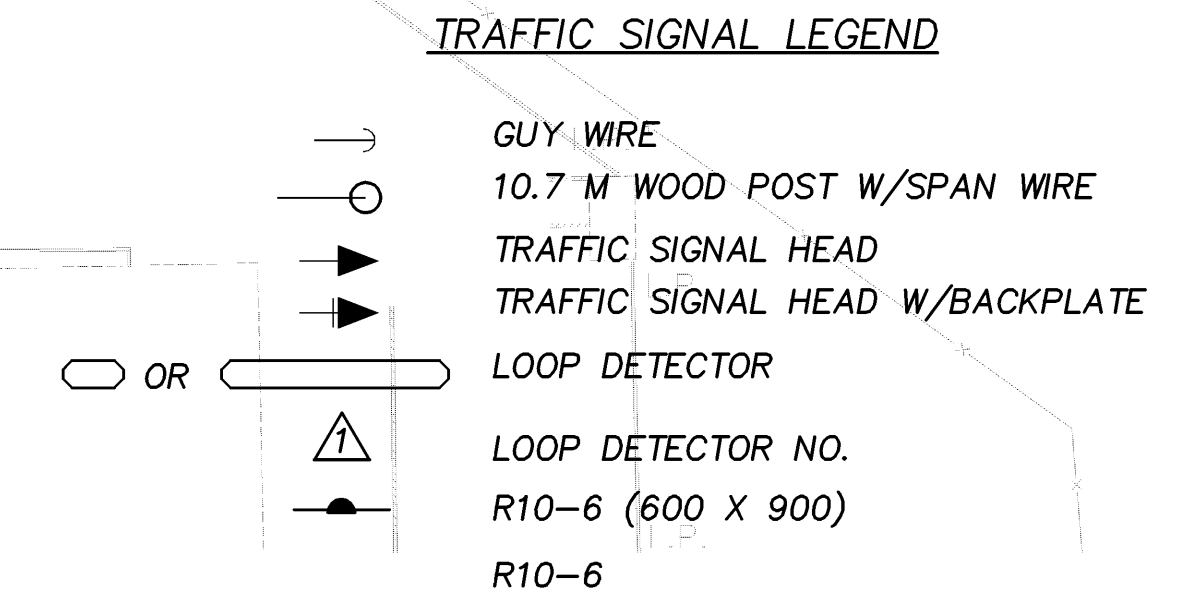 TRAFFIC SIGNAL LEGEND
GUY WIRE
10.7 M WOOD POST W/SPAN WIRE
TRAFFIC SIGNAL HEAD
I.P.
TRAFFIC SIGNAL HEAD W/BACKPLATE
OR LOOP DETECTOR
1 LOOP DETECTOR NO.
R10-6 (600 X 900)
I.P.
R10-6